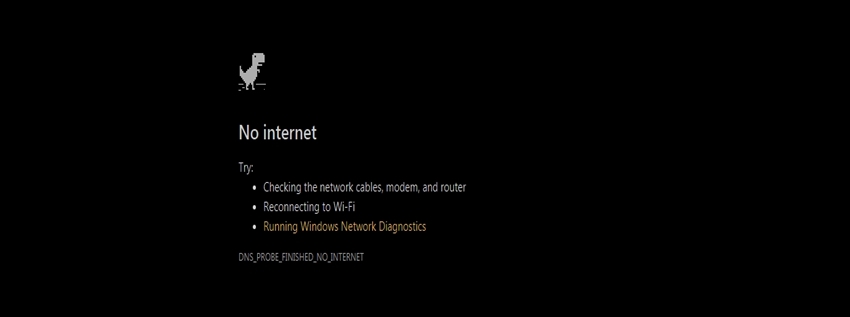 No internet
Try:
• Checking the network cables, modem, and router
• Reconnecting to Wi-Fi
• Running Windows Network Diagnostics
DNS_PROBE_FINISHED_NO_INTERNET